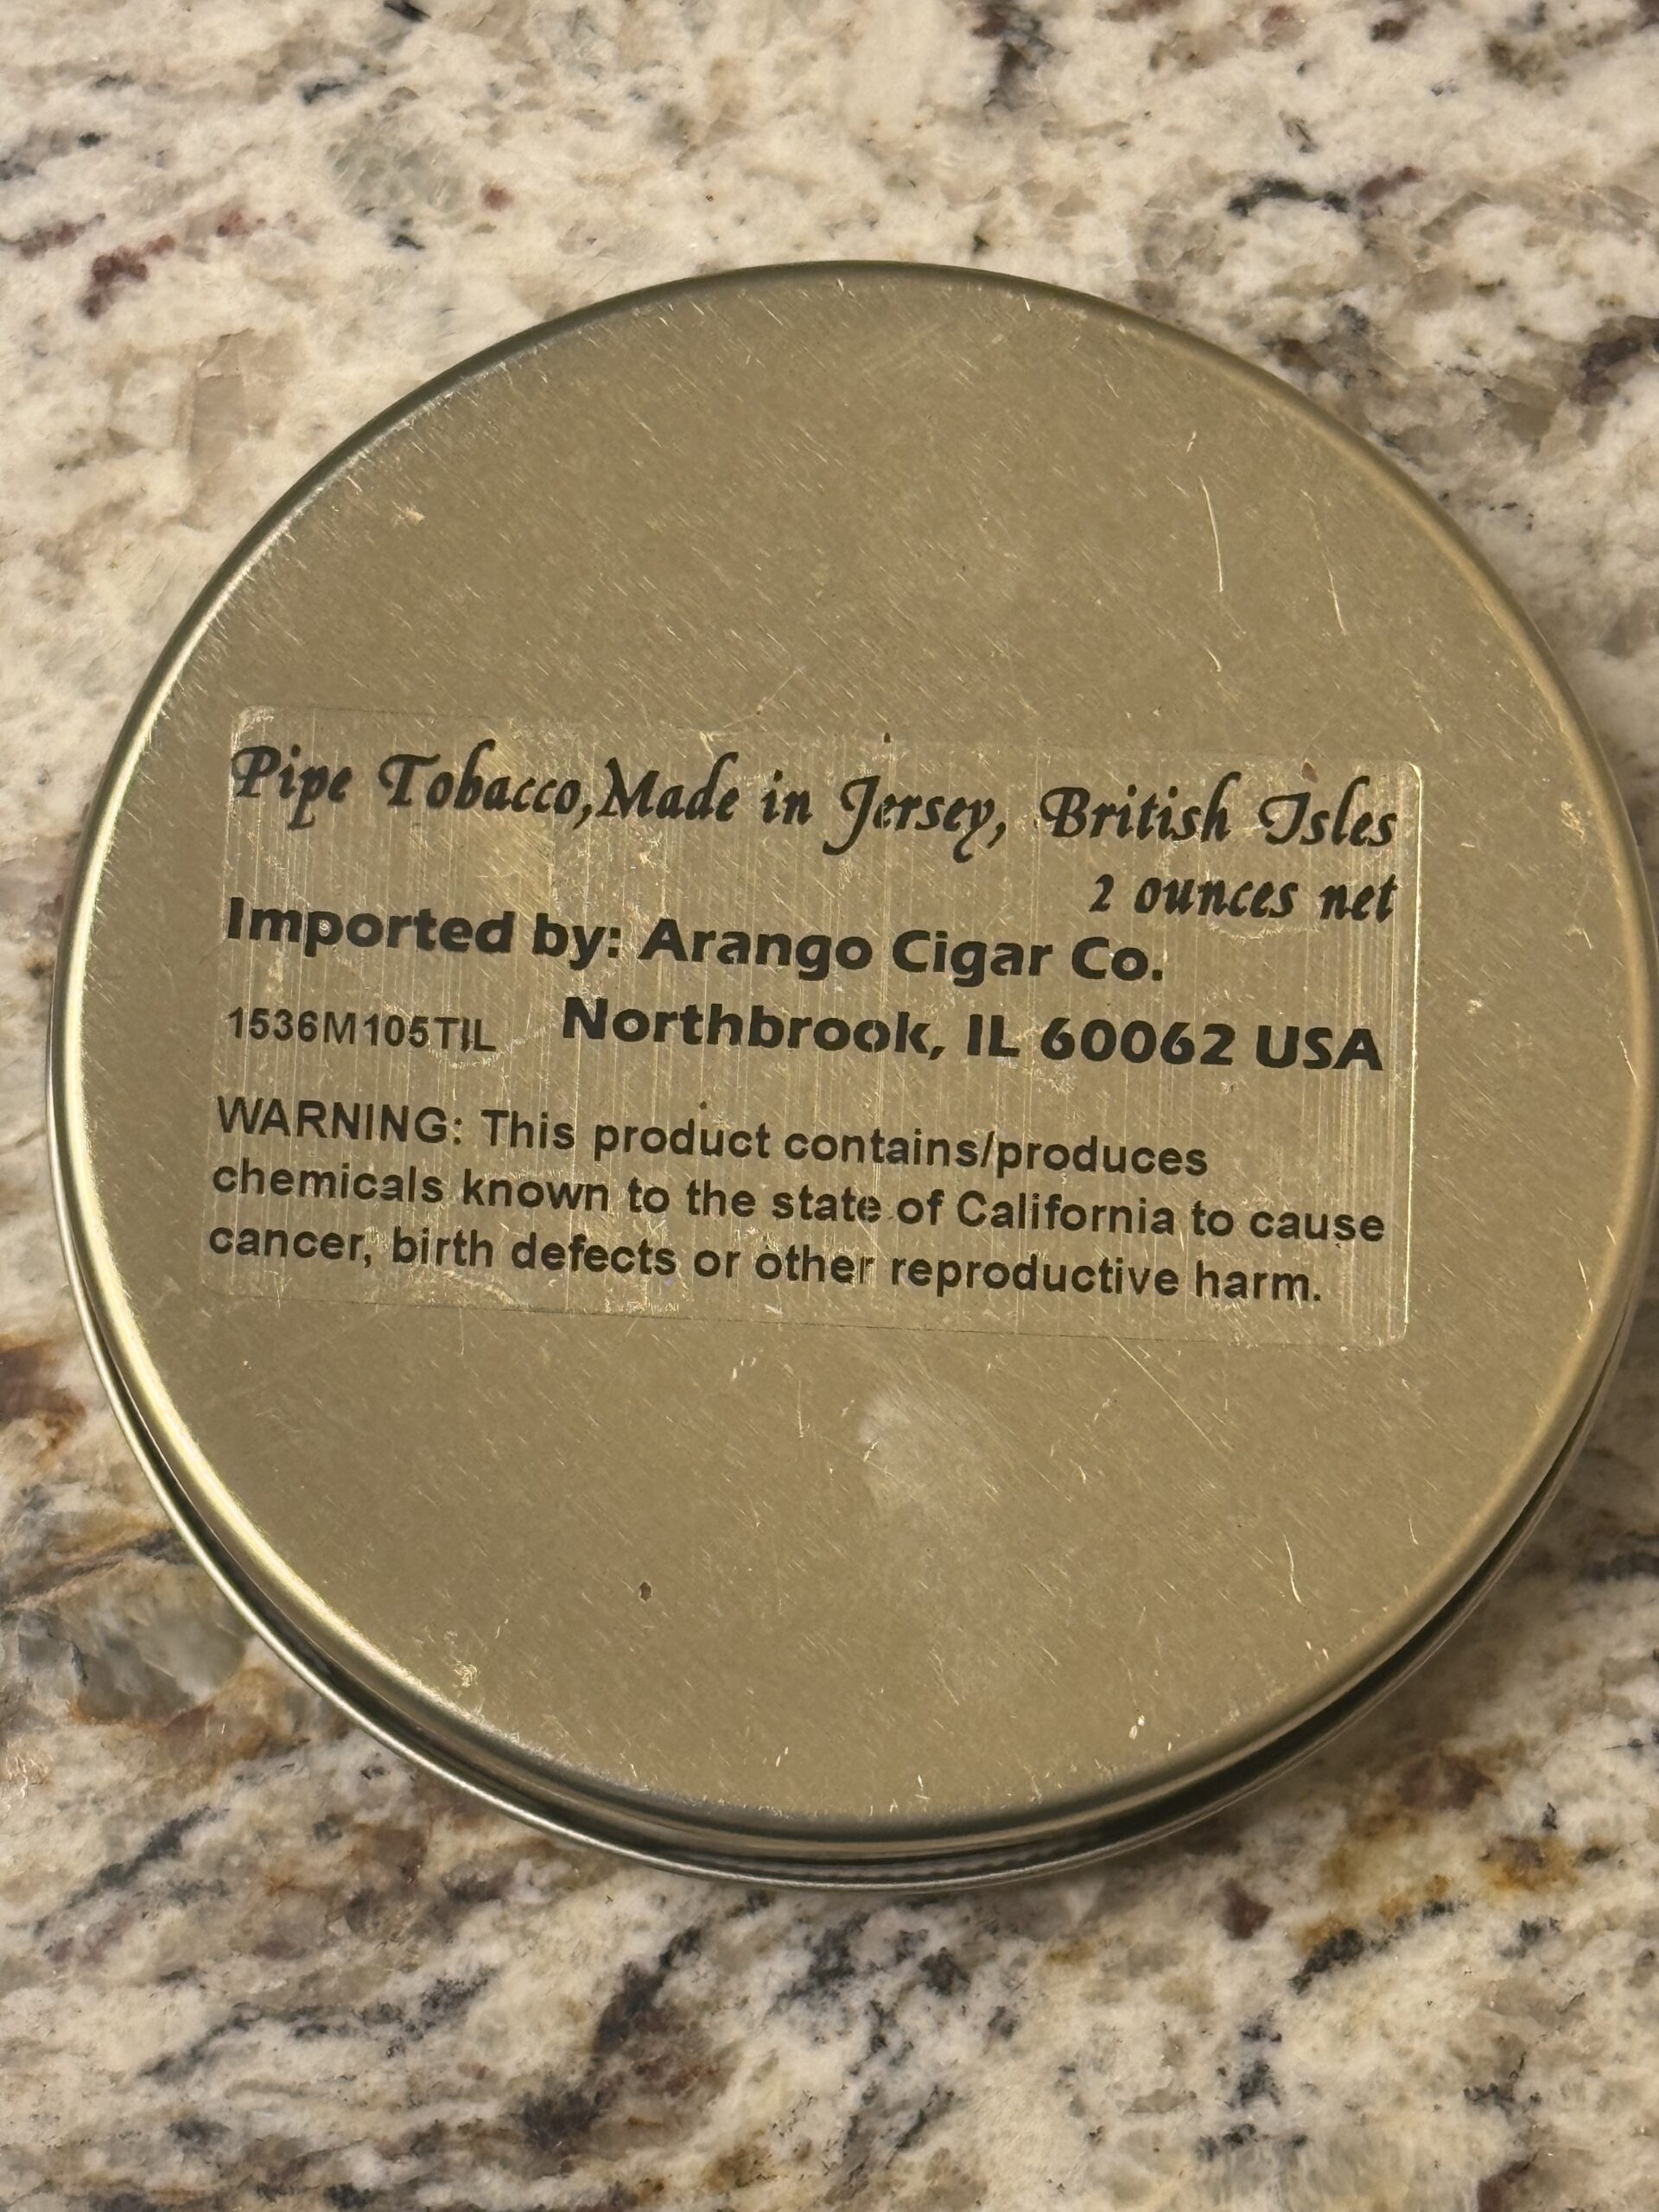 Pipe Tobacco,Made in Jersey, British Isles
2 ounces net
Imported by: Arango Cigar Co.
1536M105TIL Northbrook, IL 60062 USA
WARNING: This product contains/produces
chemicals known to the state of California to cause
cancer, birth defects or other reproductive harm.